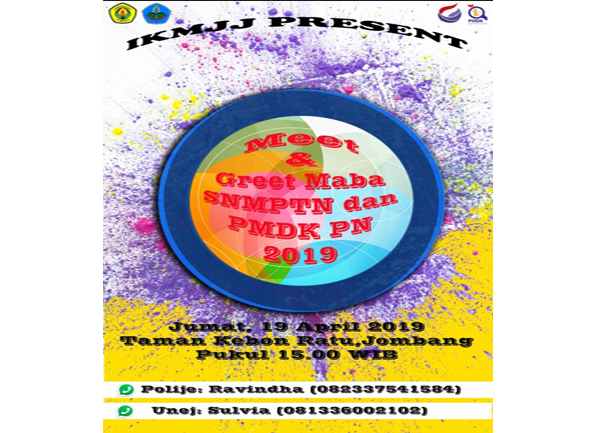 IKMJJ PRESENT
Meet
&
Greet Maba
SNMPTN dan
PMDK PN
2019
Jumat, 19 April 2019
Taman Kebon Ratu,Jombang
Pukul 15.00 WIB
Polije: Ravindha (082337541584)
Unej: Sulvia (081336002102)